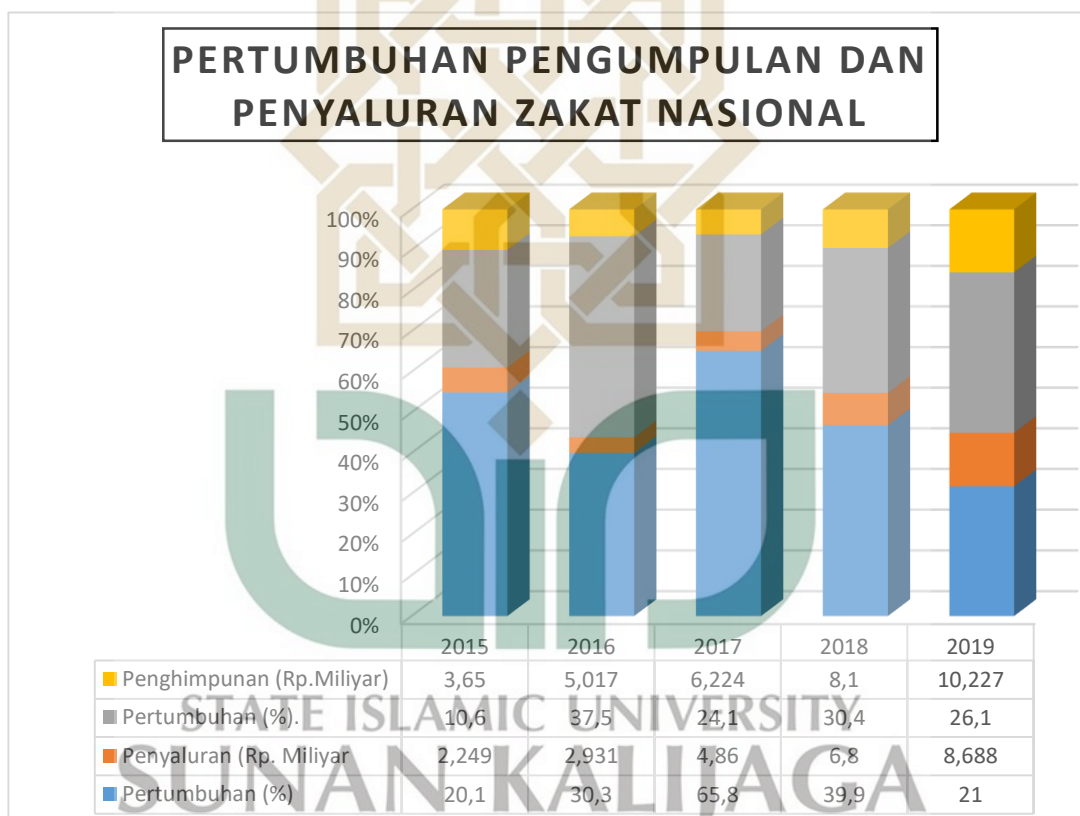 PERTUMBUHAN PENGUMPULAN DAN
PENYALURAN ZAKAT NASIONAL
100%
90%
80%
70%
60%
50%
40%
30%
20%
10%
0%
2015 2016 2017 2018 2019
Penghimpunan (Rp.Miliyar) 3,65 5,017 6,224 8,1 10,227
Pertumbuhan (%). 10,6 37,5 24,1 30,4 26,1
STATE ISLAMIC UNIVERSITY
Penyaluran (Rp. Miliyar 2,249 2,931 4,86 6,8 8,688
SUNAN KALIJAGA
Pertumbuhan (%) 20,1 30,3 65,8 39,9 21